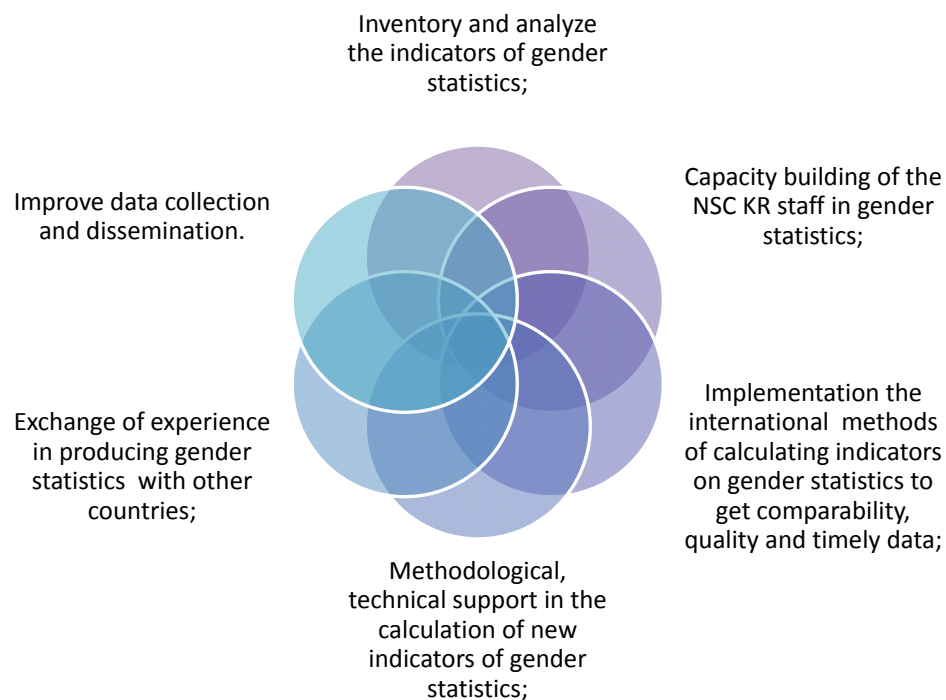 Inventory and analyze
the indicators of gender
statistics;
Capacity building of the
NSC KR staff in gender
statistics;
Implementation the
international methods
of calculating indicators
on gender statistics to
get comparability,
quality and timely data;
Methodological,
technical support in the
calculation of new
indicators of gender
statistics;
Exchange of experience
in producing gender
statistics with other
countries;
Improve data collection
and dissemination.